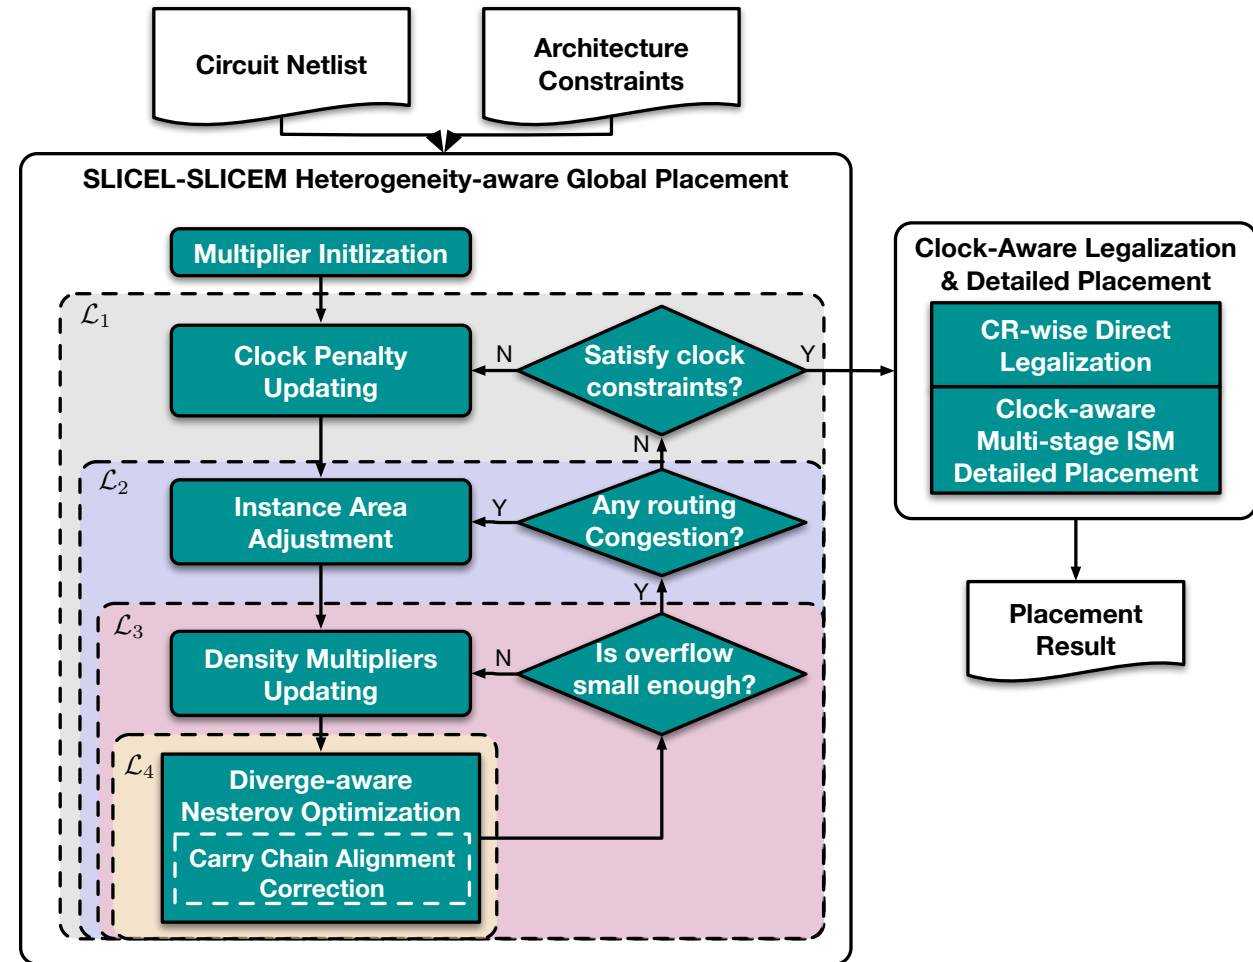 Circuit Netlist
Architecture
Constraints
SLICEL-SLICEM Heterogeneity-aware Global Placement
Multiplier Initlization
ℒ₁
Clock Penalty
Updating
N
Satisfy clock
constraints?
Y
N
ℒ₂
Instance Area
Adjustment
Y
Any routing
Congestion?
Y
ℒ₃
Density Multipliers
Updating
N
Is overflow
small enough?
ℒ₄
Diverge-aware
Nesterov Optimization
Carry Chain Alignment
Correction
Clock-Aware Legalization
& Detailed Placement
CR-wise Direct
Legalization
Clock-aware
Multi-stage ISM
Detailed Placement
Placement
Result